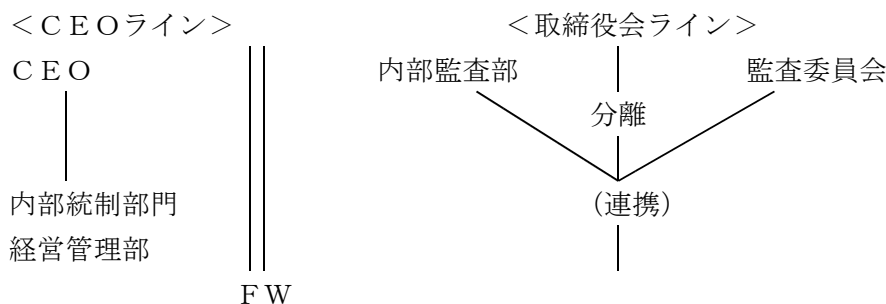 ＜ＣＥＯライン＞ ＜取締役会ライン＞
ＣＥＯ 内部監査部 監査委員会
分離
内部統制部門 （連携）
経営管理部
ＦＷ